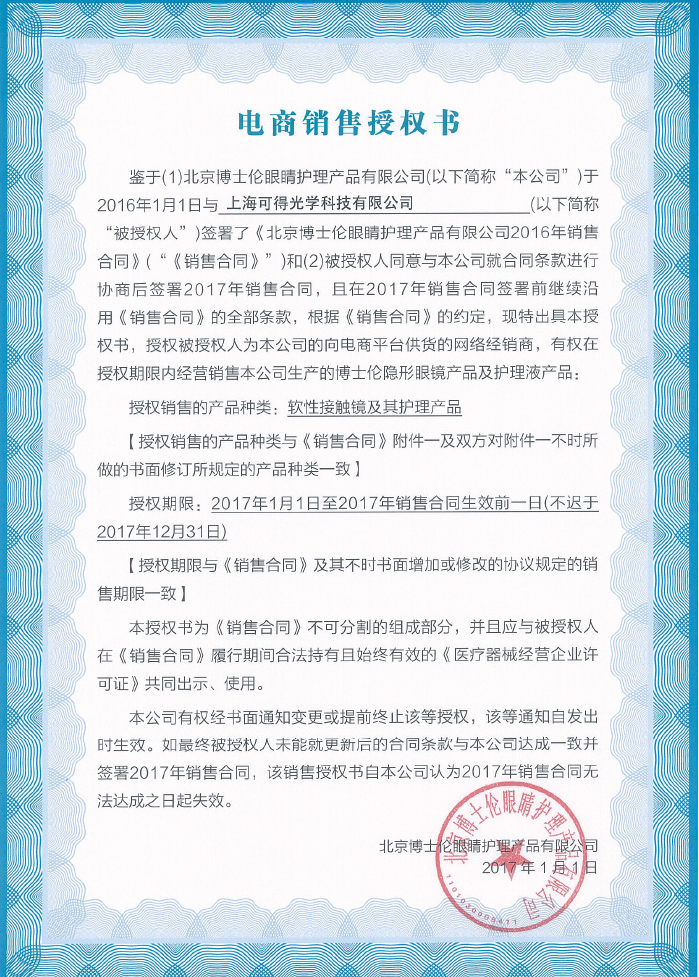 电商销售授权书
鉴于(1)北京博士伦眼睛护理产品有限公司(以下简称“本公司”)于
2016年1月1日与 上海可得光学科技有限公司 (以下简称
“被授权人”)签署了《北京博士伦眼睛护理产品有限公司2016年销售
合同》(“《销售合同》”)和(2)被授权人同意与本公司就合同条款进行
协商后签署2017年销售合同，且在2017年销售合同签署前继续沿
用《销售合同》的全部条款，根据《销售合同》的约定，现特出具本授
权书，授权被授权人为本公司的向电商平台供货的网络经销商，有权在
授权期限内经营销售本公司生产的博士伦隐形眼镜产品及护理液产品：
授权销售的产品种类：软性接触镜及其护理产品
【授权销售的产品种类与《销售合同》附件一及双方对附件一不时所
做的书面修订所规定的产品种类一致】
授权期限：2017年1月1日至2017年销售合同生效前一日(不迟于
2017年12月31日)
【授权期限与《销售合同》及其不时书面增加或修改的协议规定的销
售期限一致】
本授权书为《销售合同》不可分割的组成部分，并且应与被授权人
在《销售合同》履行期间合法持有且始终有效的《医疗器械经营企业许
可证》共同出示、使用。
本公司有权经书面通知变更或提前终止该等授权，该等通知自发出
时生效。如最终被授权人未能就更新后的合同条款与本公司达成一致并
签署2017年销售合同，该销售授权书自本公司认为2017年销售合同无
法达成之日起失效。
北京博士伦眼睛护理产品有限公司
2017年1月1日
北京博士伦眼睛护理产品有限公司
1101030009411